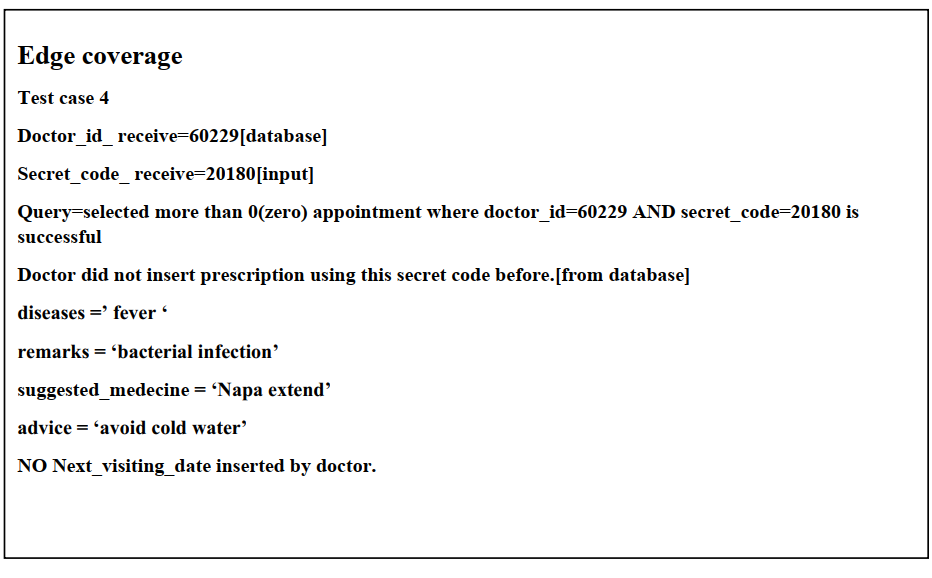 Edge coverage
Test case 4
Doctor_id_ receive=60229[database]
Secret_code_ receive=20180[input]
Query=selected more than 0(zero) appointment where doctor_id=60229 AND secret_code=20180 is
successful
Doctor did not insert prescription using this secret code before.[from database]
diseases =’ fever ‘
remarks = ‘bacterial infection’
suggested_medecine = ‘Napa extend’
advice = ‘avoid cold water’
NO Next_visiting_date inserted by doctor.